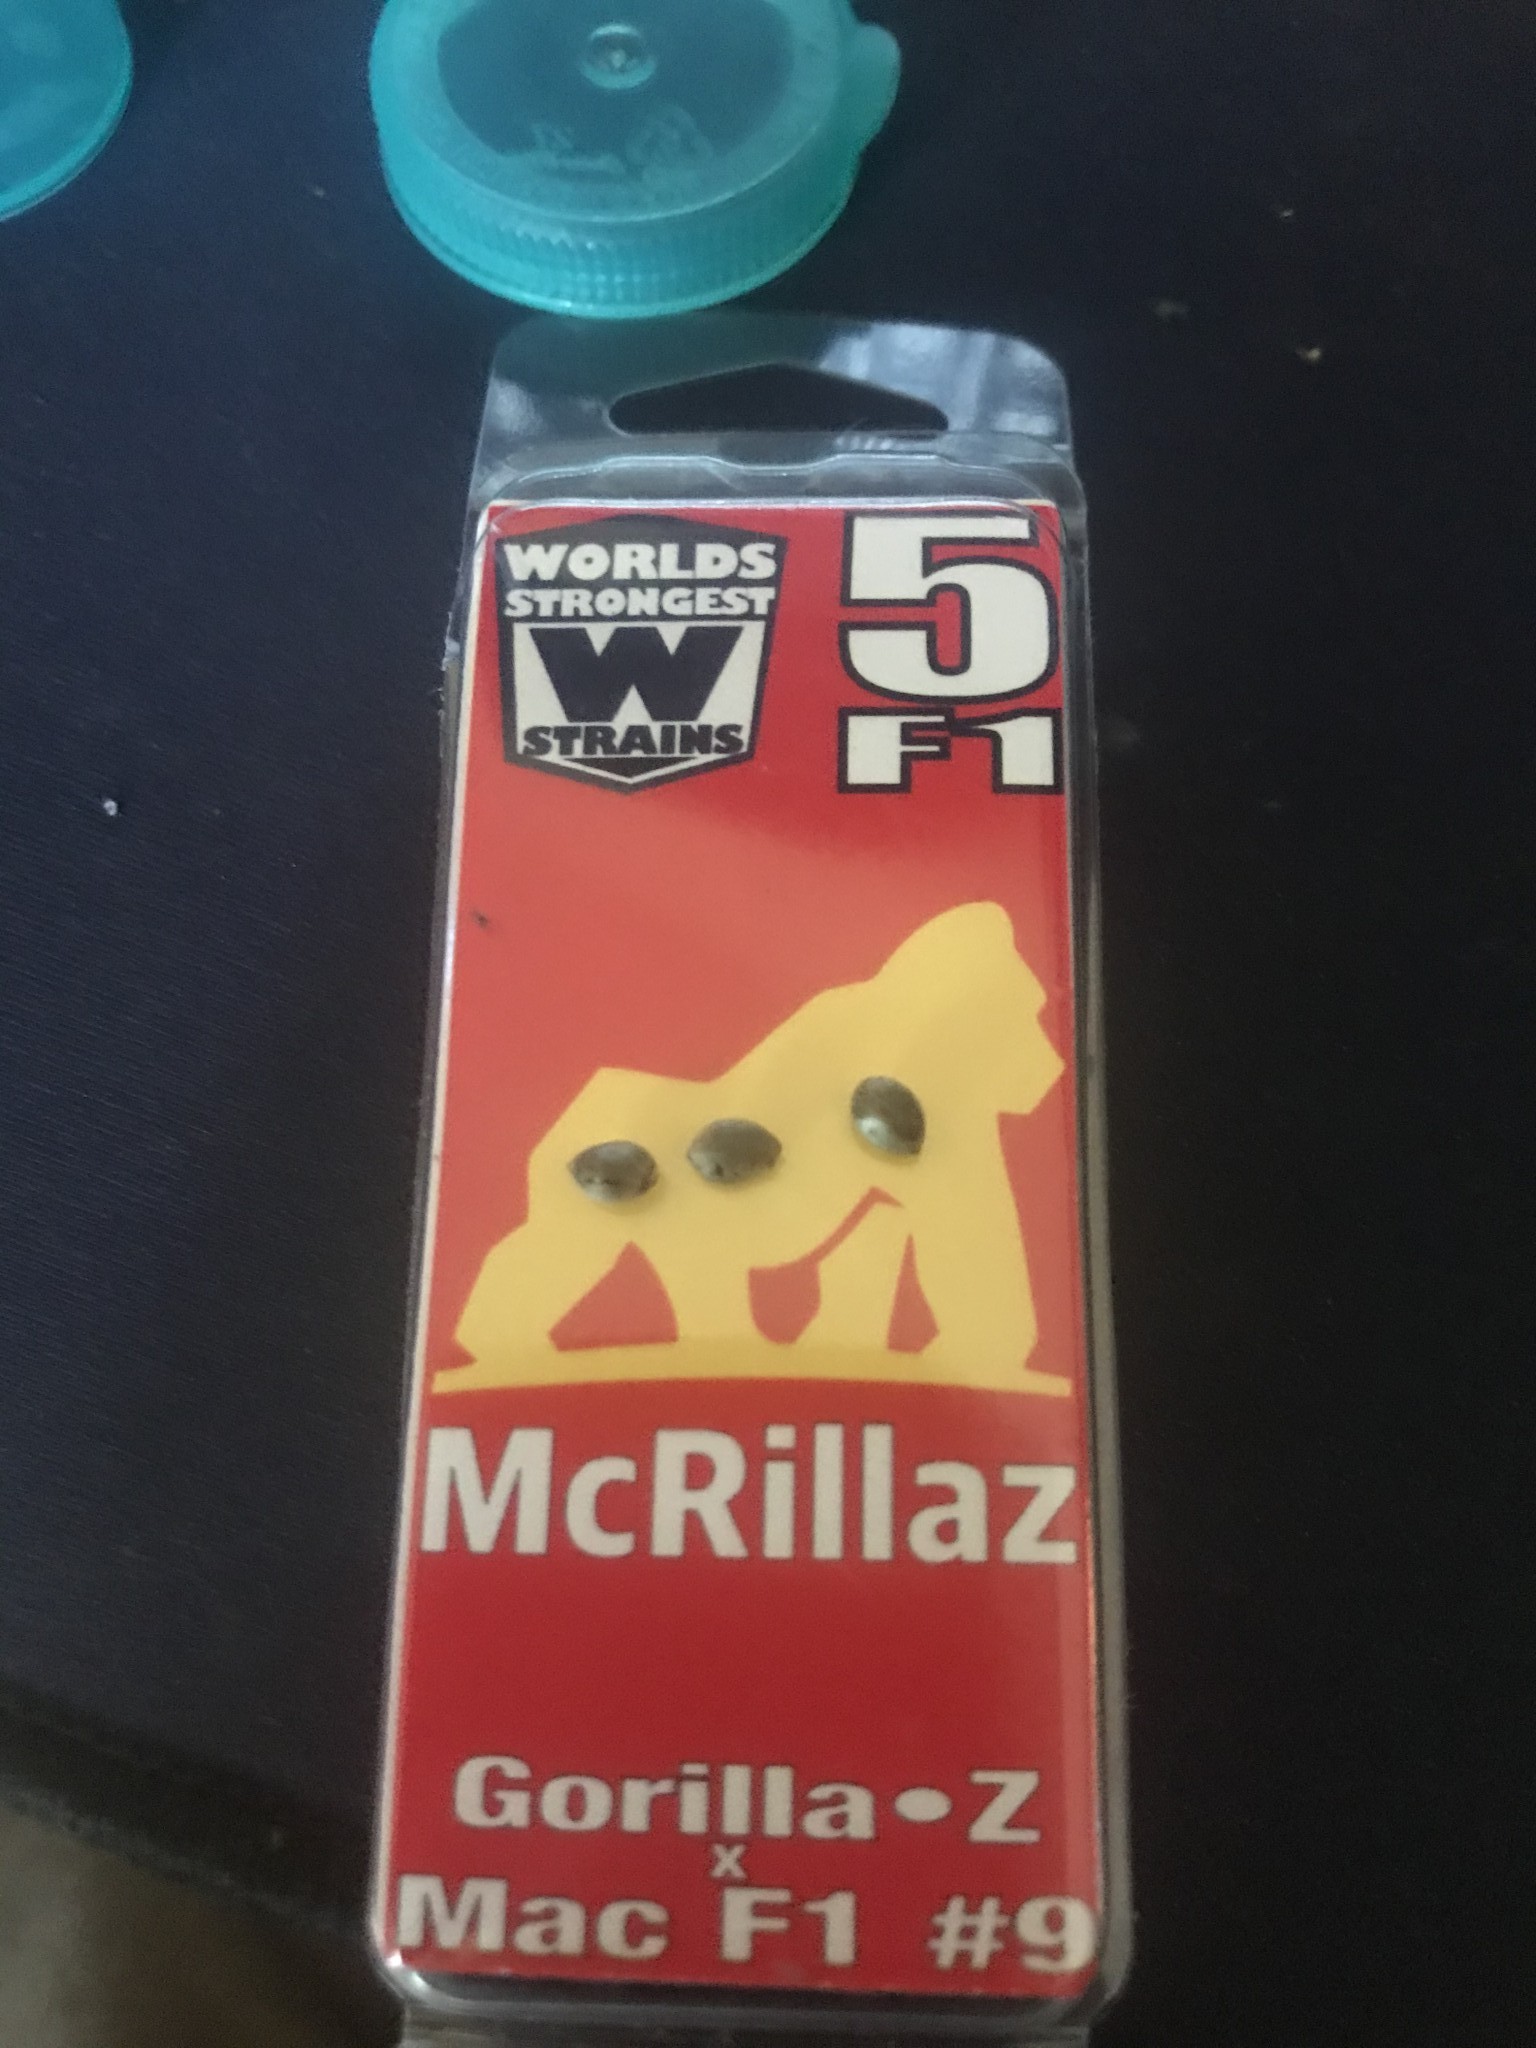 WORLDS
STRONGEST
W
STRAINS
5
F1
McRillaz
Gorilla•Z
x
Mac F1 #9